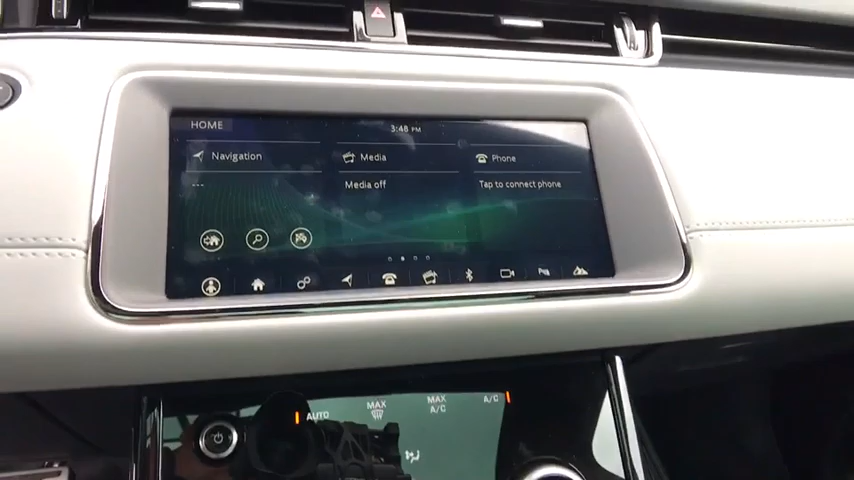 HOME
3:48 PM
Navigation
Media
Phone
---
Media off
Tap to connect phone
AUTO
MAX
MAX
A/C
A/C